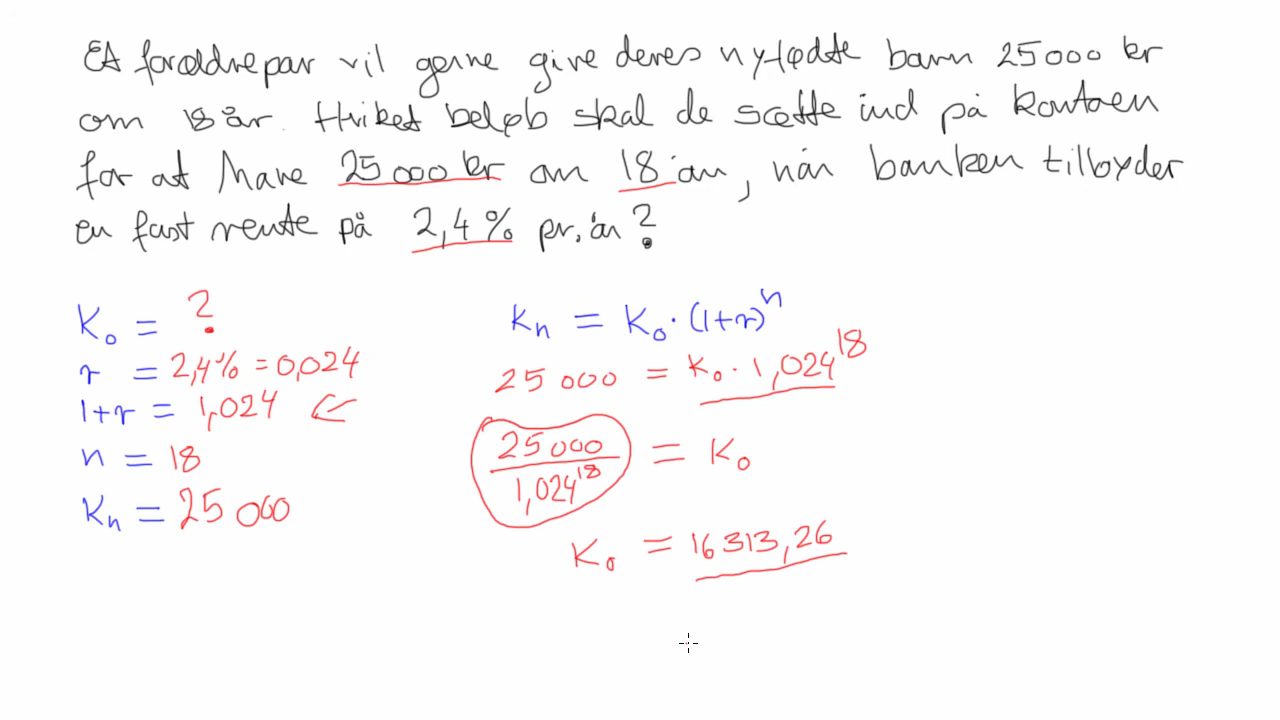 Et forældrepar vil gerne give deres nyfødte barn 25000 kr
om 18 år. Hvilket beløb skal de sætte ind på kontoen
for at have 25000 kr om 18 år, når banken tilbyder
en fast rente på 2,4% pr. år?
K₀ = ?
r = 2,4% = 0,024
1+r = 1,024 ⇐
n = 18
Kₙ = 25 000
Kₙ = K₀ · (1+r)ⁿ
25 000 = K₀ · 1,024¹⁸
25 000 / 1,024¹⁸ = K₀
K₀ = 16313,26